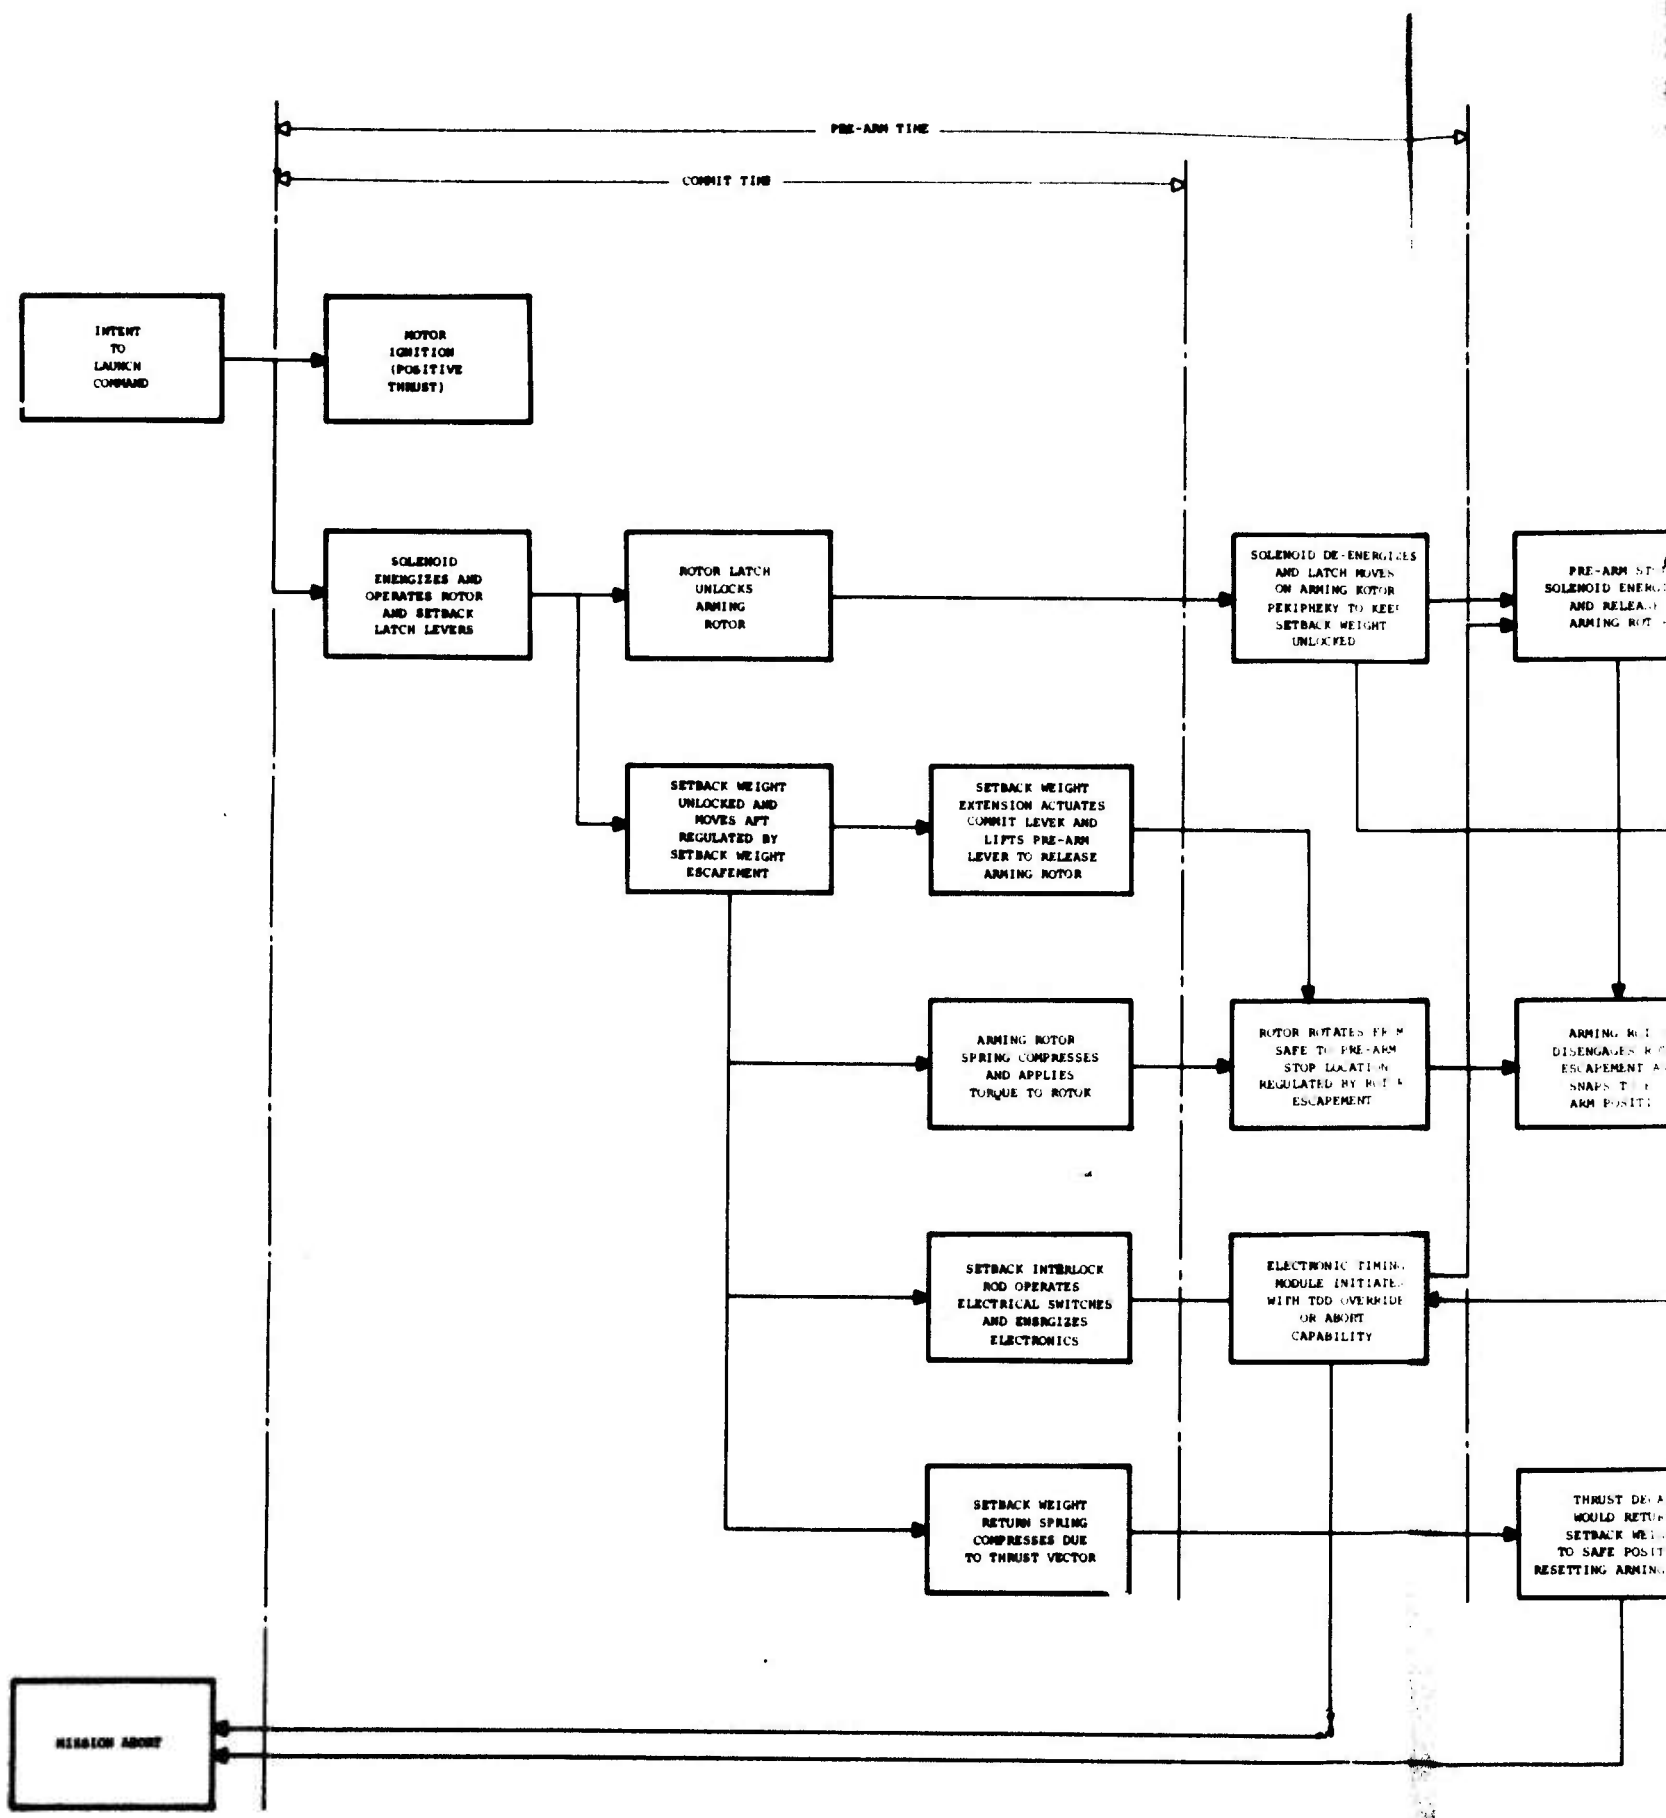 PRE-ARM TIME
COMMIT TIME
INTENT
TO
LAUNCH
COMMAND
MOTOR
IGNITION
(POSITIVE
THRUST)
SOLENOID
ENERGIZES AND
OPERATES ROTOR
AND SETBACK
LATCH LEVERS
ROTOR LATCH
UNLOCKS
ARMING
ROTOR
SOLENOID DE-ENERGIZES
AND LATCH MOVES
ON ARMING ROTOR
PERIPHERY TO KEEP
SETBACK WEIGHT
UNLOCKED
PRE-ARM
SOLENOID
AND
ARMING
SETBACK WEIGHT
UNLOCKED AND
MOVES AFT
REGULATED BY
SETBACK WEIGHT
ESCAPEMENT
SETBACK WEIGHT
EXTENSION ACTUATES
COMMIT LEVER AND
LIFTS PRE-ARM
LEVER TO RELEASE
ARMING ROTOR
ARMING ROTOR
SPRING COMPRESSES
AND APPLIES
TORQUE TO ROTOR
ROTOR ROTATES FROM
SAFE TO PRE-ARM
STOP LOCATION
REGULATED BY ROTOR
ESCAPEMENT
ARMING
DISENGAGES
ESCAPEMENT
SNAPS
ARM
SETBACK INTERLOCK
ROD OPERATES
ELECTRICAL SWITCHES
AND ENERGIZES
ELECTRONICS
ELECTRONIC TIMING
MODULE INITIATES
WITH TDD OVERRIDE
OR ABORT
CAPABILITY
SETBACK WEIGHT
RETURN SPRING
COMPRESSES DUE
TO THRUST VECTOR
THRUST
WOULD
SETBACK
TO SAFE
RESETTING ARMING
MISSION ABORT